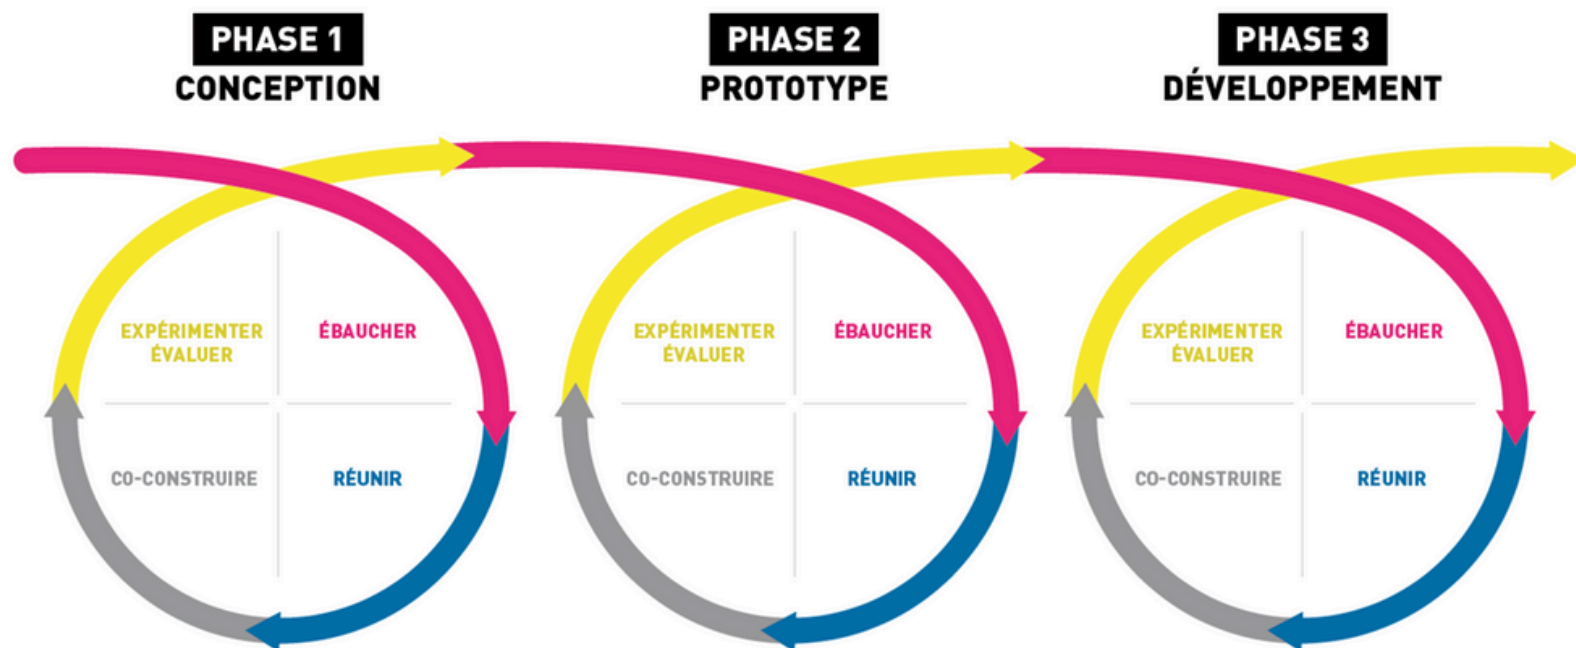 PHASE 1
CONCEPTION
EXPÉRIMENTER
ÉVALUER
ÉBAUCHER
CO-CONSTRUIRE
RÉUNIR
PHASE 2
PROTOTYPE
EXPÉRIMENTER
ÉVALUER
ÉBAUCHER
CO-CONSTRUIRE
RÉUNIR
PHASE 3
DÉVELOPPEMENT
EXPÉRIMENTER
ÉVALUER
ÉBAUCHER
CO-CONSTRUIRE
RÉUNIR